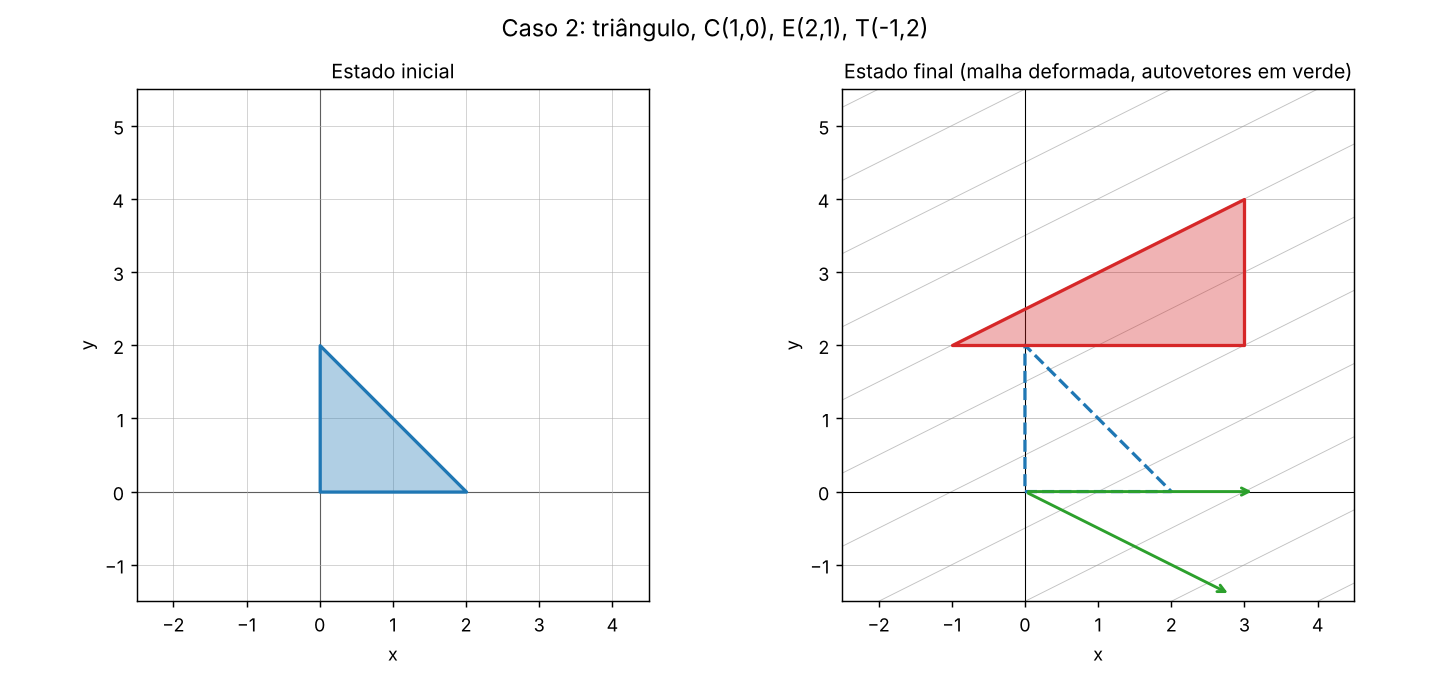 Caso 2: triângulo, C(1,0), E(2,1), T(-1,2)
Estado inicial
5
4
3
2
1
0
−1
y
−2 −1 0 1 2 3 4
x
Estado final (malha deformada, autovetores em verde)
5
4
3
2
1
0
−1
y
−2 −1 0 1 2 3 4
x